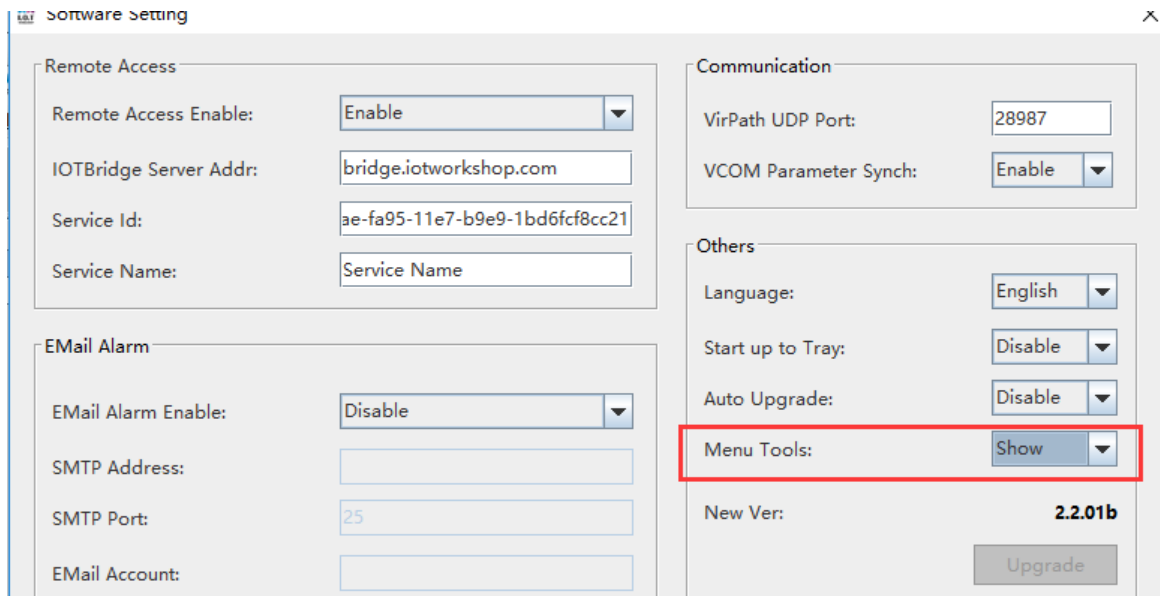 Software Setting
Remote Access
Remote Access Enable: Enable
IOTBridge Server Addr: bridge.iotworkshop.com
Service Id: ae-fa95-11e7-b9e9-1bd6fcf8cc21
Service Name: Service Name
EMail Alarm
EMail Alarm Enable: Disable
SMTP Address:
SMTP Port: 25
EMail Account:
Communication
VirPath UDP Port: 28987
VCOM Parameter Synch: Enable
Others
Language: English
Start up to Tray: Disable
Auto Upgrade: Disable
Menu Tools: Show
New Ver: 2.2.01b
Upgrade